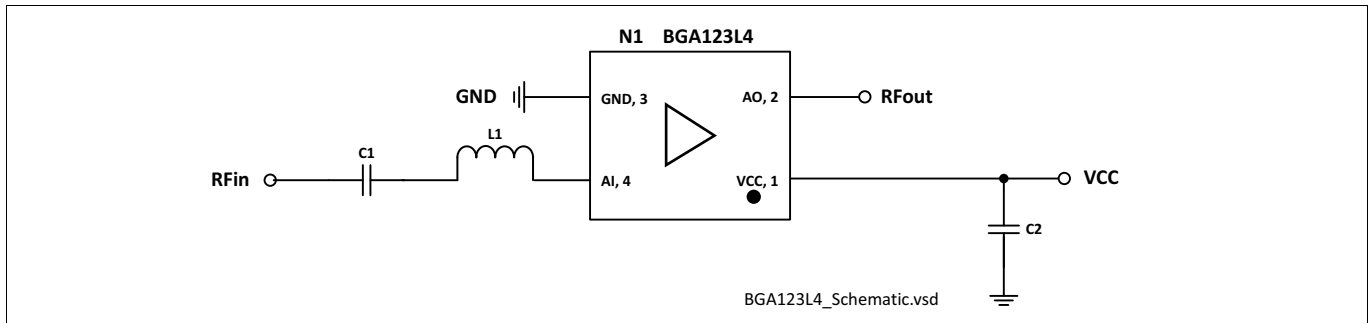 N1 BGA123L4
GND
GND, 3
AO, 2
RFout
L1
C1
RFin
AI, 4
VCC, 1
VCC
C2
BGA123L4_Schematic.vsd